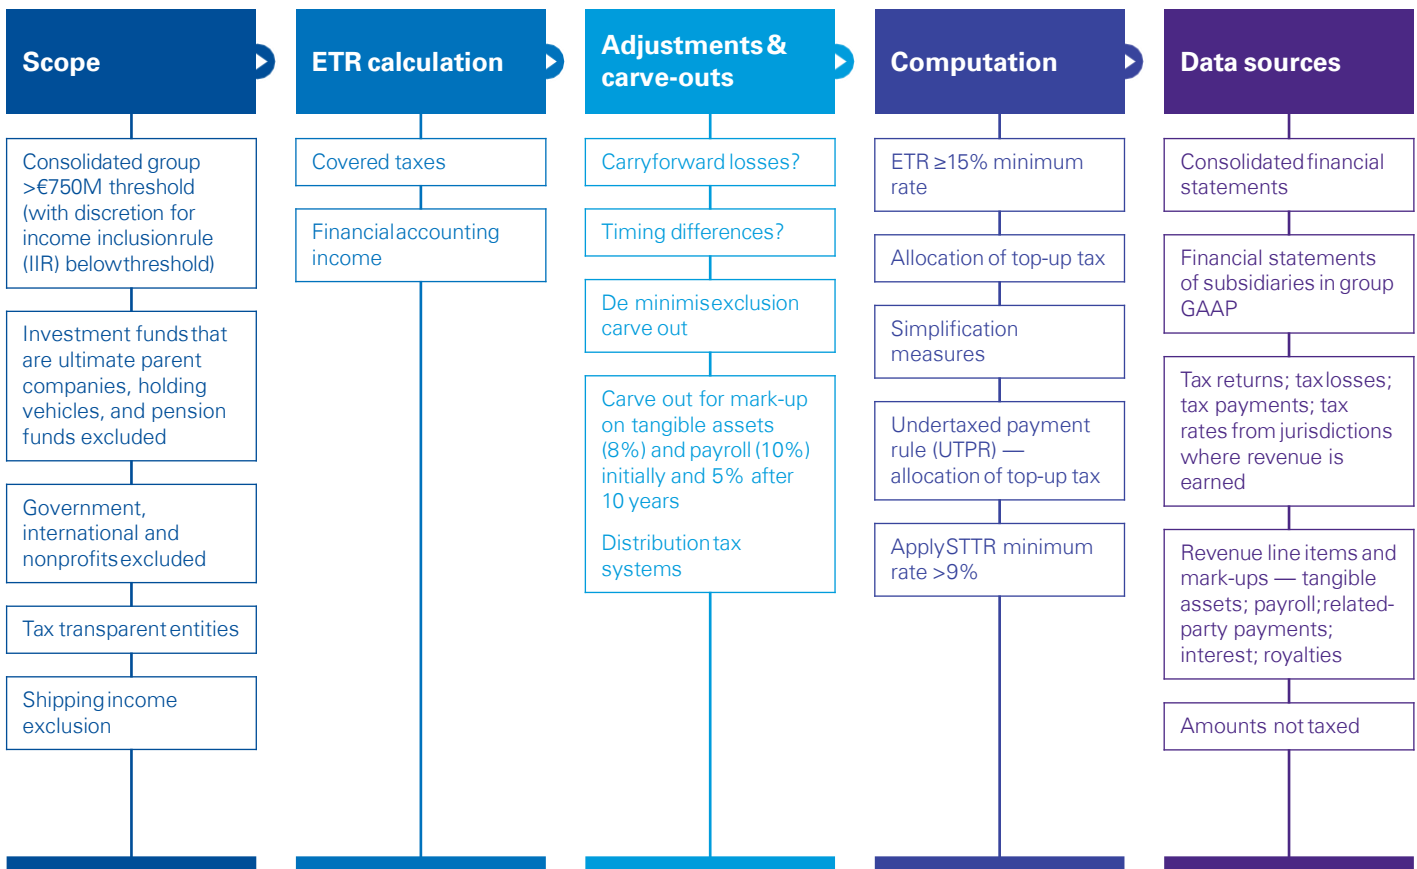 Scope
Consolidated group
>€750M threshold
(with discretion for
income inclusion rule
(IIR) below threshold)
Investment funds that
are ultimate parent
companies, holding
vehicles, and pension
funds excluded
Government,
international and
nonprofits excluded
Tax transparent entities
Shipping income
exclusion
ETR calculation
Covered taxes
Financial accounting
income
Adjustments &
carve-outs
Carryforward losses?
Timing differences?
De minimis exclusion
carve out
Carve out for mark-up
on tangible assets
(8%) and payroll (10%)
initially and 5% after
10 years
Distribution tax
systems
Computation
ETR ≥15% minimum
rate
Allocation of top-up tax
Simplification
measures
Undertaxed payment
rule (UTPR) —
allocation of top-up tax
Apply STTR minimum
rate >9%
Data sources
Consolidated financial
statements
Financial statements
of subsidiaries in group
GAAP
Tax returns; tax losses;
tax payments; tax
rates from jurisdictions
where revenue is
earned
Revenue line items and
mark-ups — tangible
assets; payroll; related-
party payments;
interest; royalties
Amounts not taxed